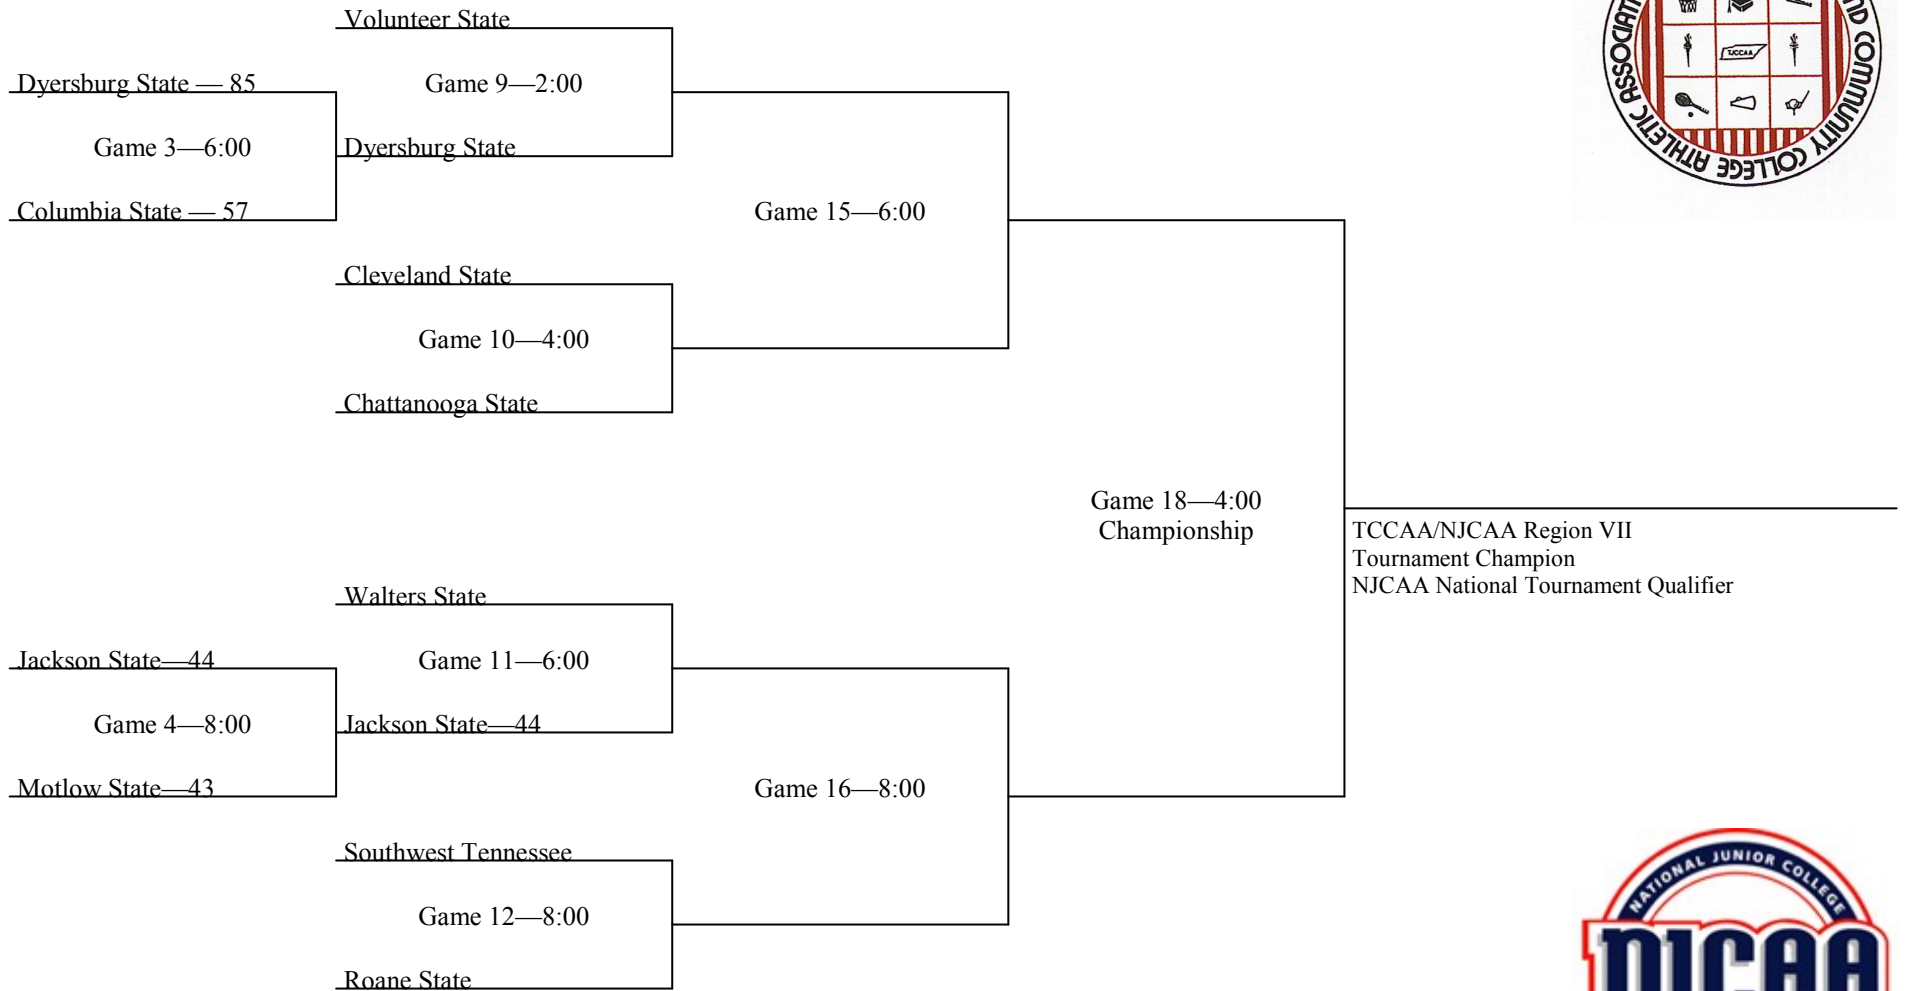 Volunteer State
Dyersburg State — 85
Game 9—2:00
Game 3—6:00
Dyersburg State
Columbia State — 57
Game 15—6:00
Cleveland State
Game 10—4:00
Chattanooga State
Game 18—4:00
Championship
TCCAA/NJCAA Region VII
Tournament Champion
NJCAA National Tournament Qualifier
Walters State
Jackson State—44
Game 11—6:00
Game 4—8:00
Jackson State—44
Motlow State—43
Game 16—8:00
Southwest Tennessee
Game 12—8:00
Roane State
COMMUNITY COLLEGE ATHLETIC
TJCCAA
NATIONAL JUNIOR COLLEGE
NJCAA